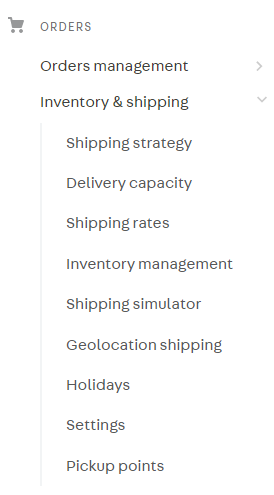 ORDERS
Orders management
Inventory & shipping
Shipping strategy
Delivery capacity
Shipping rates
Inventory management
Shipping simulator
Geolocation shipping
Holidays
Settings
Pickup points